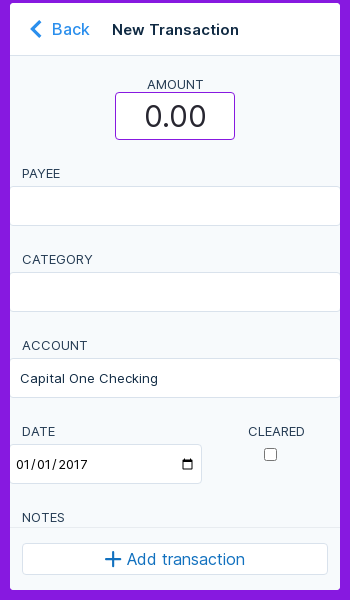 Back New Transaction
AMOUNT
0.00
PAYEE
CATEGORY
ACCOUNT
Capital One Checking
DATE CLEARED
01/01/2017
NOTES
Add transaction